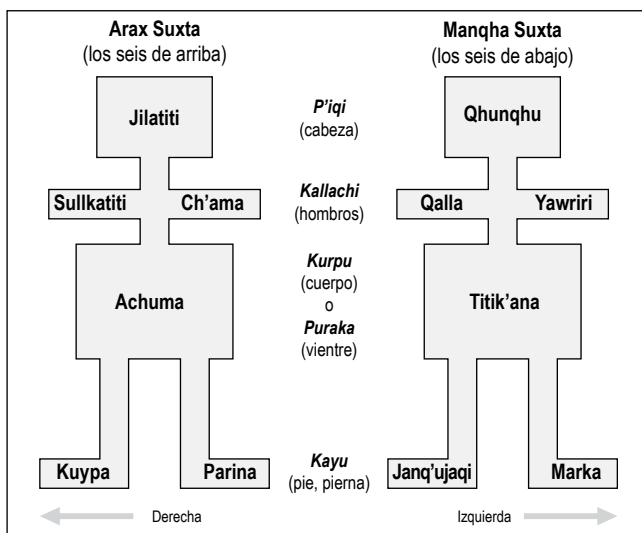 Arax Suxta
(los seis de arriba)
Manqha Suxta
(los seis de abajo)
Jilatiti
P'iqi
(cabeza)
Qhunqhu
Sullkatiti
Ch'ama
Kallachi
(hombros)
Qalla
Yawriri
Achuma
Kurpu
(cuerpo)
o
Puraka
(vientre)
Titik'ana
Kuypa
Parina
Kayu
(pie, pierna)
Janq'ujaqi
Marka
Derecha
Izquierda